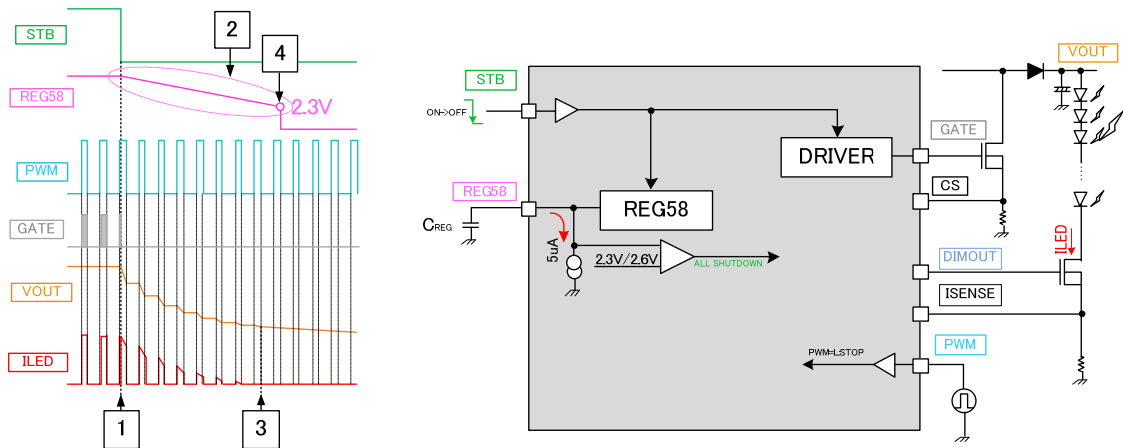 STB
2
4
REG58
2.3V
PWM
GATE
VOUT
ILED
1
3
STB
ON->OFF
REG58
CREG
5uA
REG58
2.3V/2.6V
ALL SHUTDOWN
DRIVER
VOUT
GATE
CS
ILED
DIMOUT
ISENSE
PWM
PWM=L:STOP